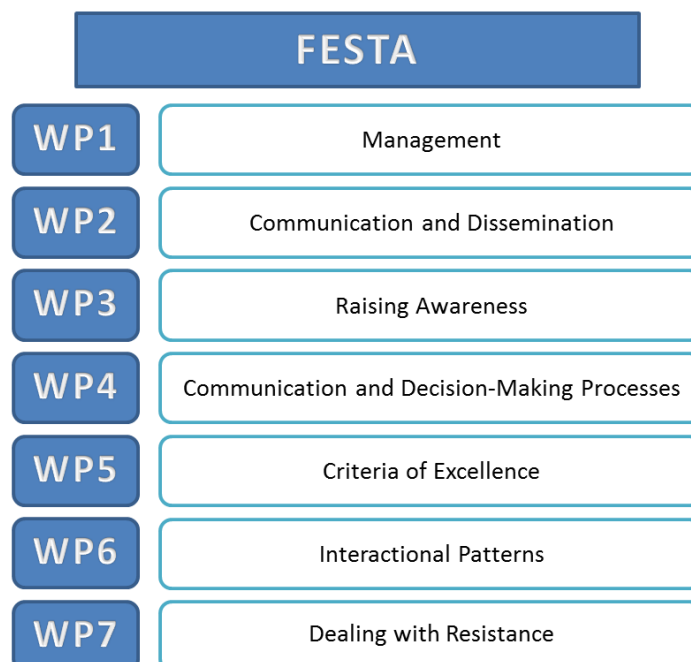 FESTA
WP1 Management
WP2 Communication and Dissemination
WP3 Raising Awareness
WP4 Communication and Decision-Making Processes
WP5 Criteria of Excellence
WP6 Interactional Patterns
WP7 Dealing with Resistance